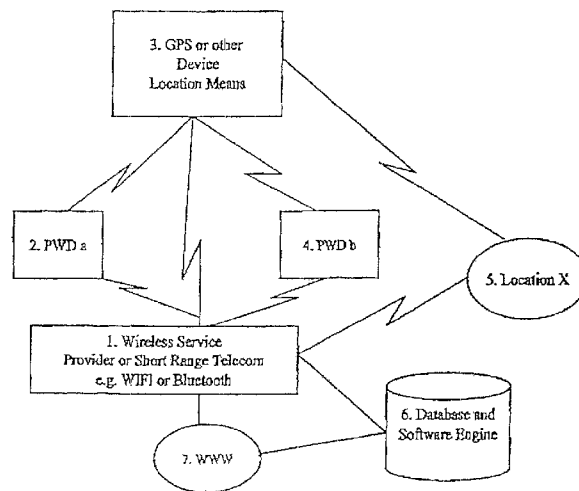 3. GPS or other
Device
Location Means
2. PWD a
4. PWD b
5. Location X
1. Wireless Service
Provider or Short Range Telecom
e.g. WIFI or Bluetooth
6. Database and
Software Engine
7. WWW